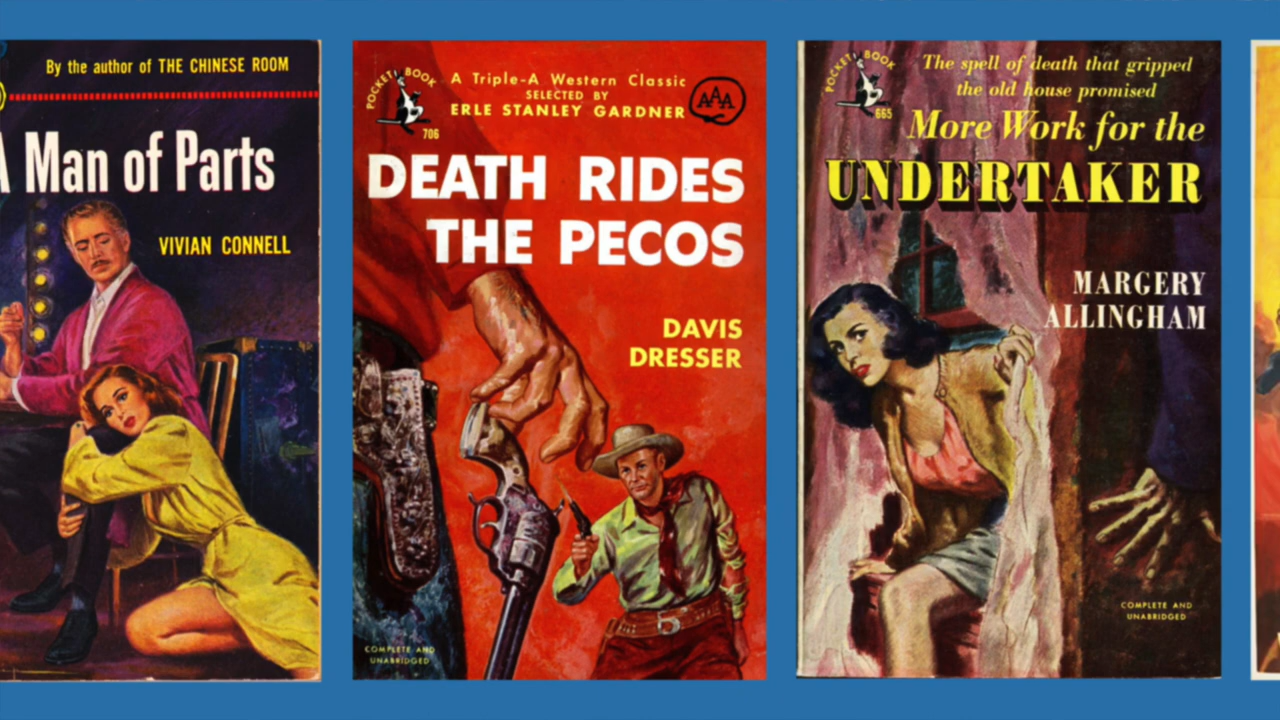 By the author of THE CHINESE ROOM
A Man of Parts
VIVIAN CONNELL
POCKET BOOK
A Triple-A Western Classic
SELECTED BY
ERLE STANLEY GARDNER
AAA
706
DEATH RIDES
THE PECOS
DAVIS
DRESSER
COMPLETE AND
UNABRIDGED
POCKET BOOK
665
The spell of death that gripped
the old house promised
More Work for the
UNDERTAKER
MARGERY
ALLINGHAM
COMPLETE AND
UNABRIDGED